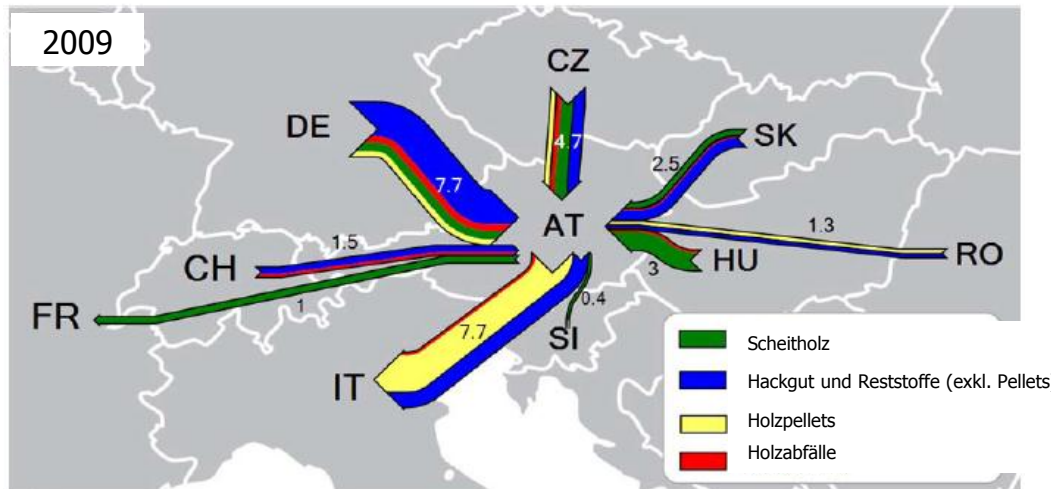 2009
CZ
DE
SK
4.7
2.5
7.7
AT
1.3
1.5
CH
HU
RO
3
1
FR
0.4
7.7
SI
IT
Scheitholz
Hackgut und Reststoffe (exkl. Pellets
Holzpellets
Holzabfälle